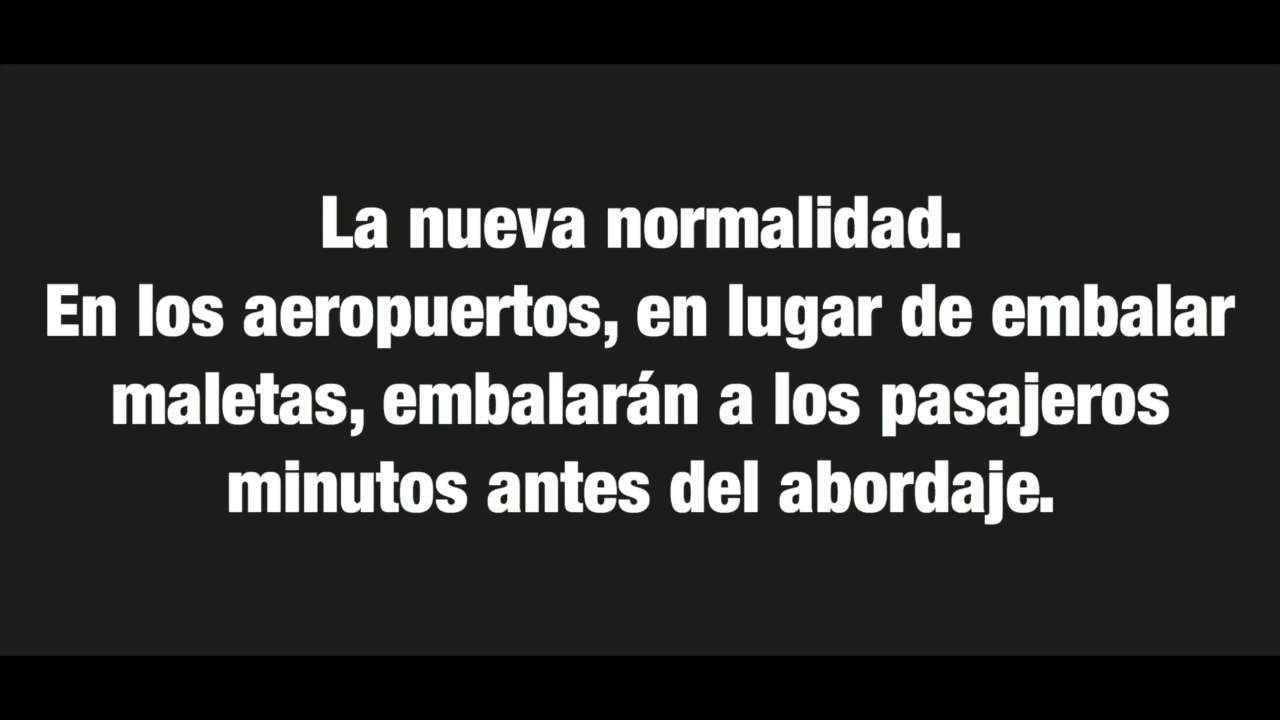 La nueva normalidad.
En los aeropuertos, en lugar de embalar
maletas, embalarán a los pasajeros
minutos antes del abordaje.